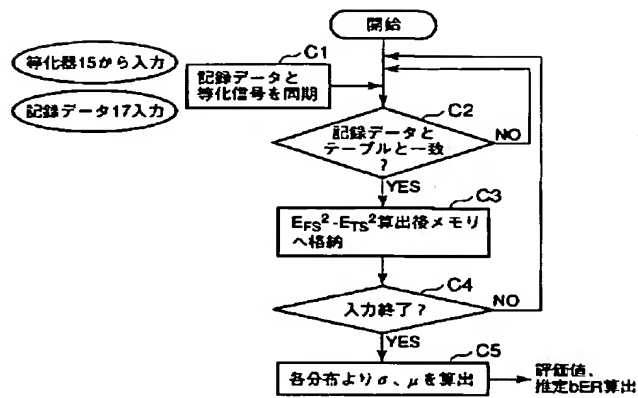 開始
等化器15から入力
記録データ17入力
C1
記録データと
等化信号を同期
C2
記録データと
テーブルと一致
?
NO
YES
C3
E_FS²-E_TS²算出後メモリ
へ格納
C4
入力終了?
NO
YES
C5
各分布よりσ、μを算出
評価値、
推定bER算出